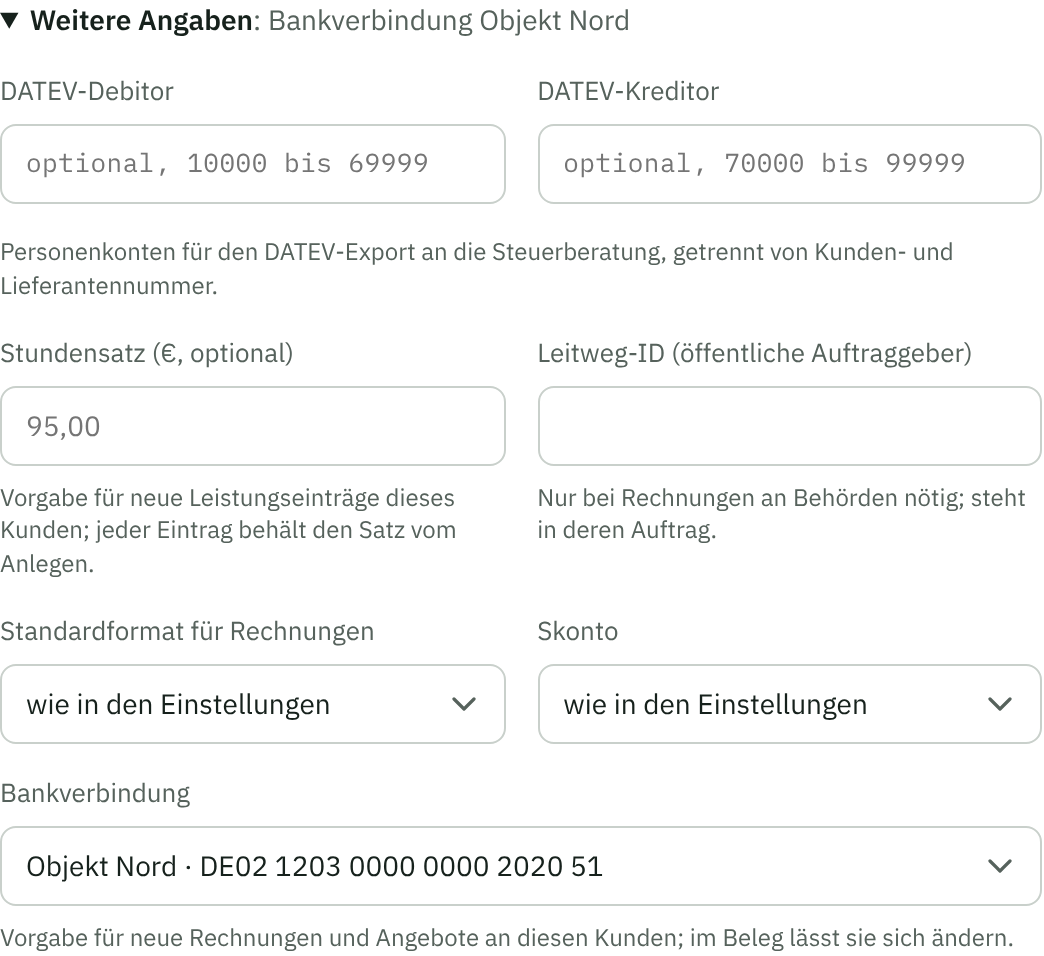 ▼ Weitere Angaben: Bankverbindung Objekt Nord
DATEV-Debitor
DATEV-Kreditor
optional, 10000 bis 69999
optional, 70000 bis 99999
Personenkonten für den DATEV-Export an die Steuerberatung, getrennt von Kunden- und
Lieferantennummer.
Stundensatz (€, optional)
Leitweg-ID (öffentliche Auftraggeber)
95,00
Vorgabe für neue Leistungseinträge dieses
Kunden; jeder Eintrag behält den Satz vom
Anlegen.
Nur bei Rechnungen an Behörden nötig; steht
in deren Auftrag.
Standardformat für Rechnungen
Skonto
wie in den Einstellungen
wie in den Einstellungen
Bankverbindung
Objekt Nord · DE02 1203 0000 0000 2020 51
Vorgabe für neue Rechnungen und Angebote an diesen Kunden; im Beleg lässt sie sich ändern.